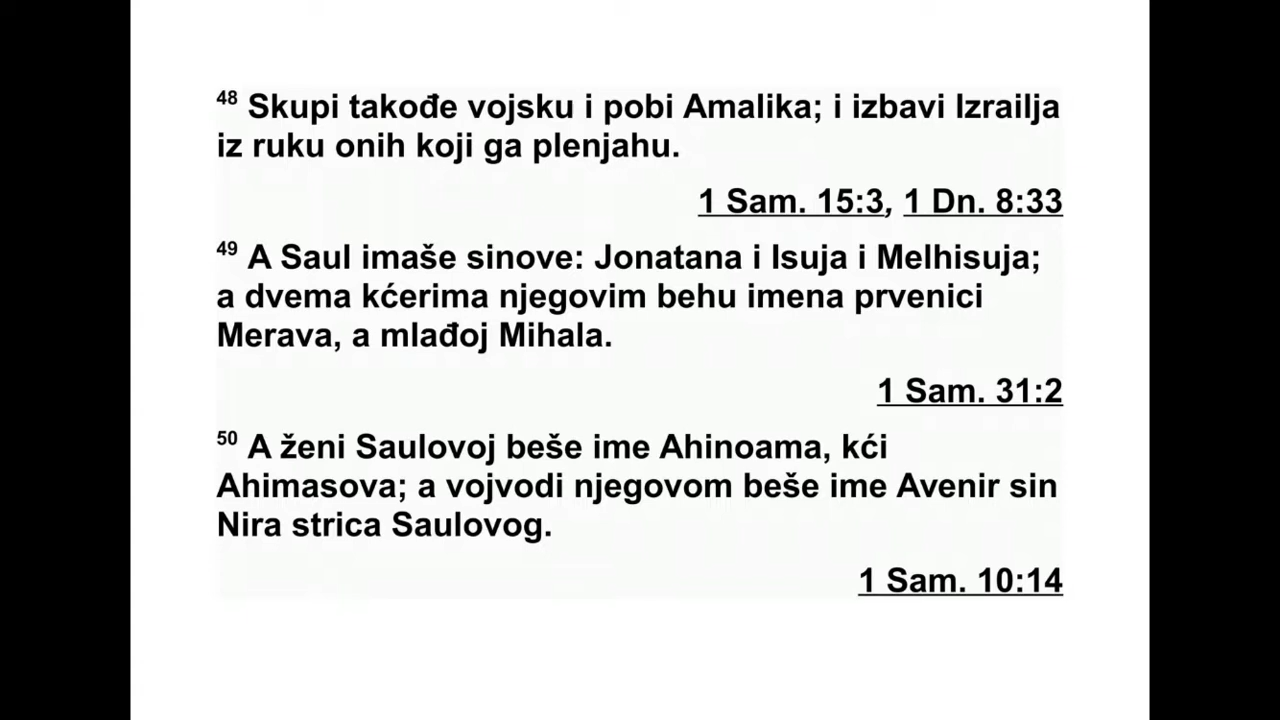 48 Skupi takođe vojsku i pobi Amalika; i izbavi Izrailja
iz ruku onih koji ga plenjahu.
1 Sam. 15:3, 1 Dn. 8:33
49 A Saul imaše sinove: Jonatana i Isuja i Melhisuja;
a dvema kćerima njegovim behu imena prvenici
Merava, a mlađoj Mihala.
1 Sam. 31:2
50 A ženi Saulovoj beše ime Ahinoama, kći
Ahimasova; a vojvodi njegovom beše ime Avenir sin
Nira strica Saulovog.
1 Sam. 10:14